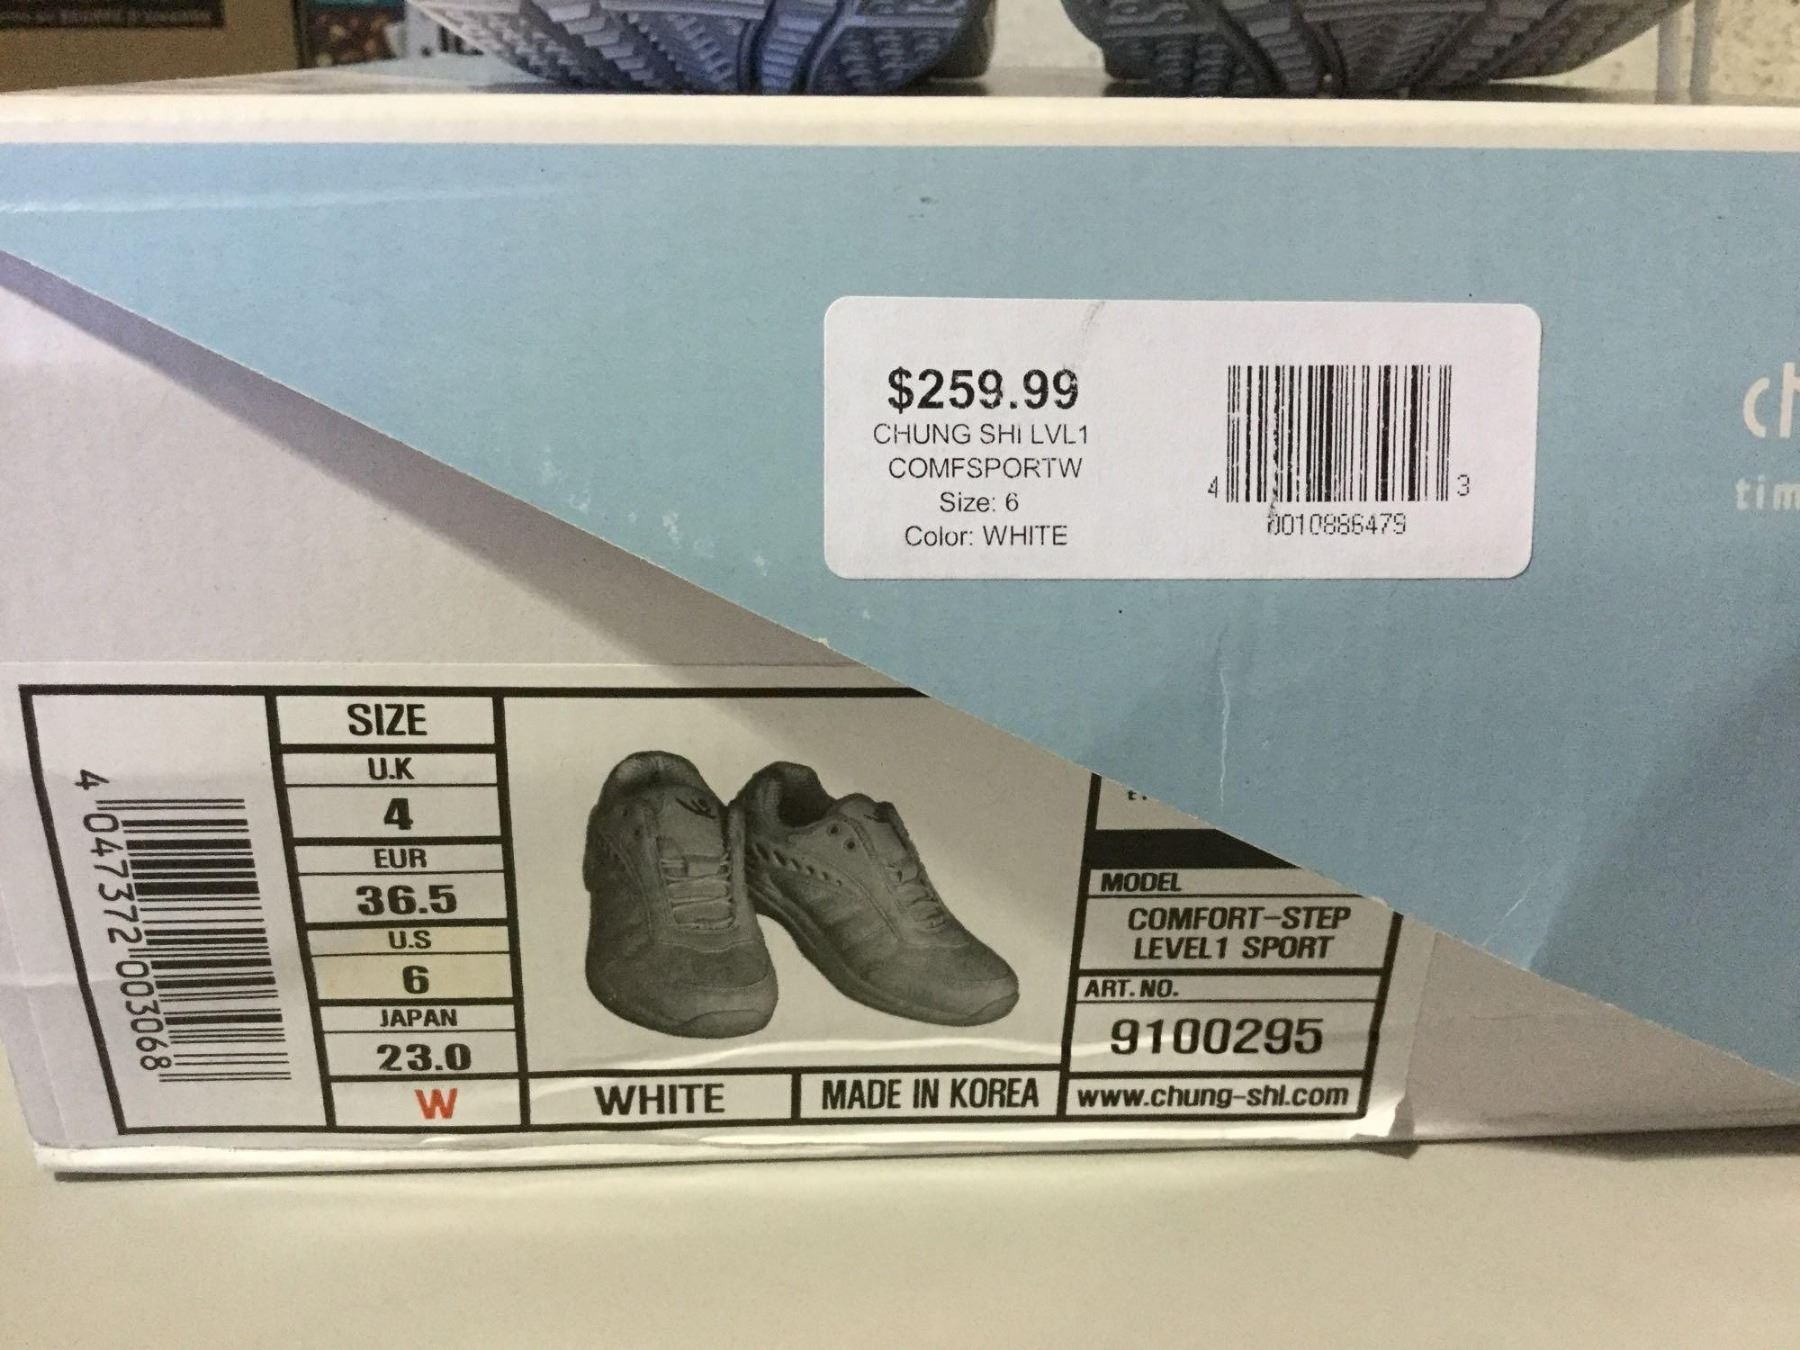 $259.99
CHUNG SHI LVL1
COMFSPORTW
Size: 6
Color: WHITE
4 0010886479 3
ch
tim
4 047372 003068
SIZE
U.K
4
EUR
36.5
U.S
6
JAPAN
23.0
W
WHITE
MADE IN KOREA
MODEL
COMFORT-STEP
LEVEL1 SPORT
ART. NO.
9100295
www.chung-shi.com